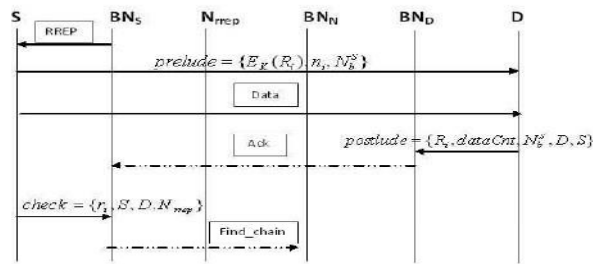 S BN_S N_rrep BN_N BN_D D
RREP
prelude = {E_K(R_i), n_i, N_b^s}
Data
Ack
postlude = {R_i, dataCnt, N_b^s, D, S}
check = {r_i, S, D, N_rrep}
Find_chain